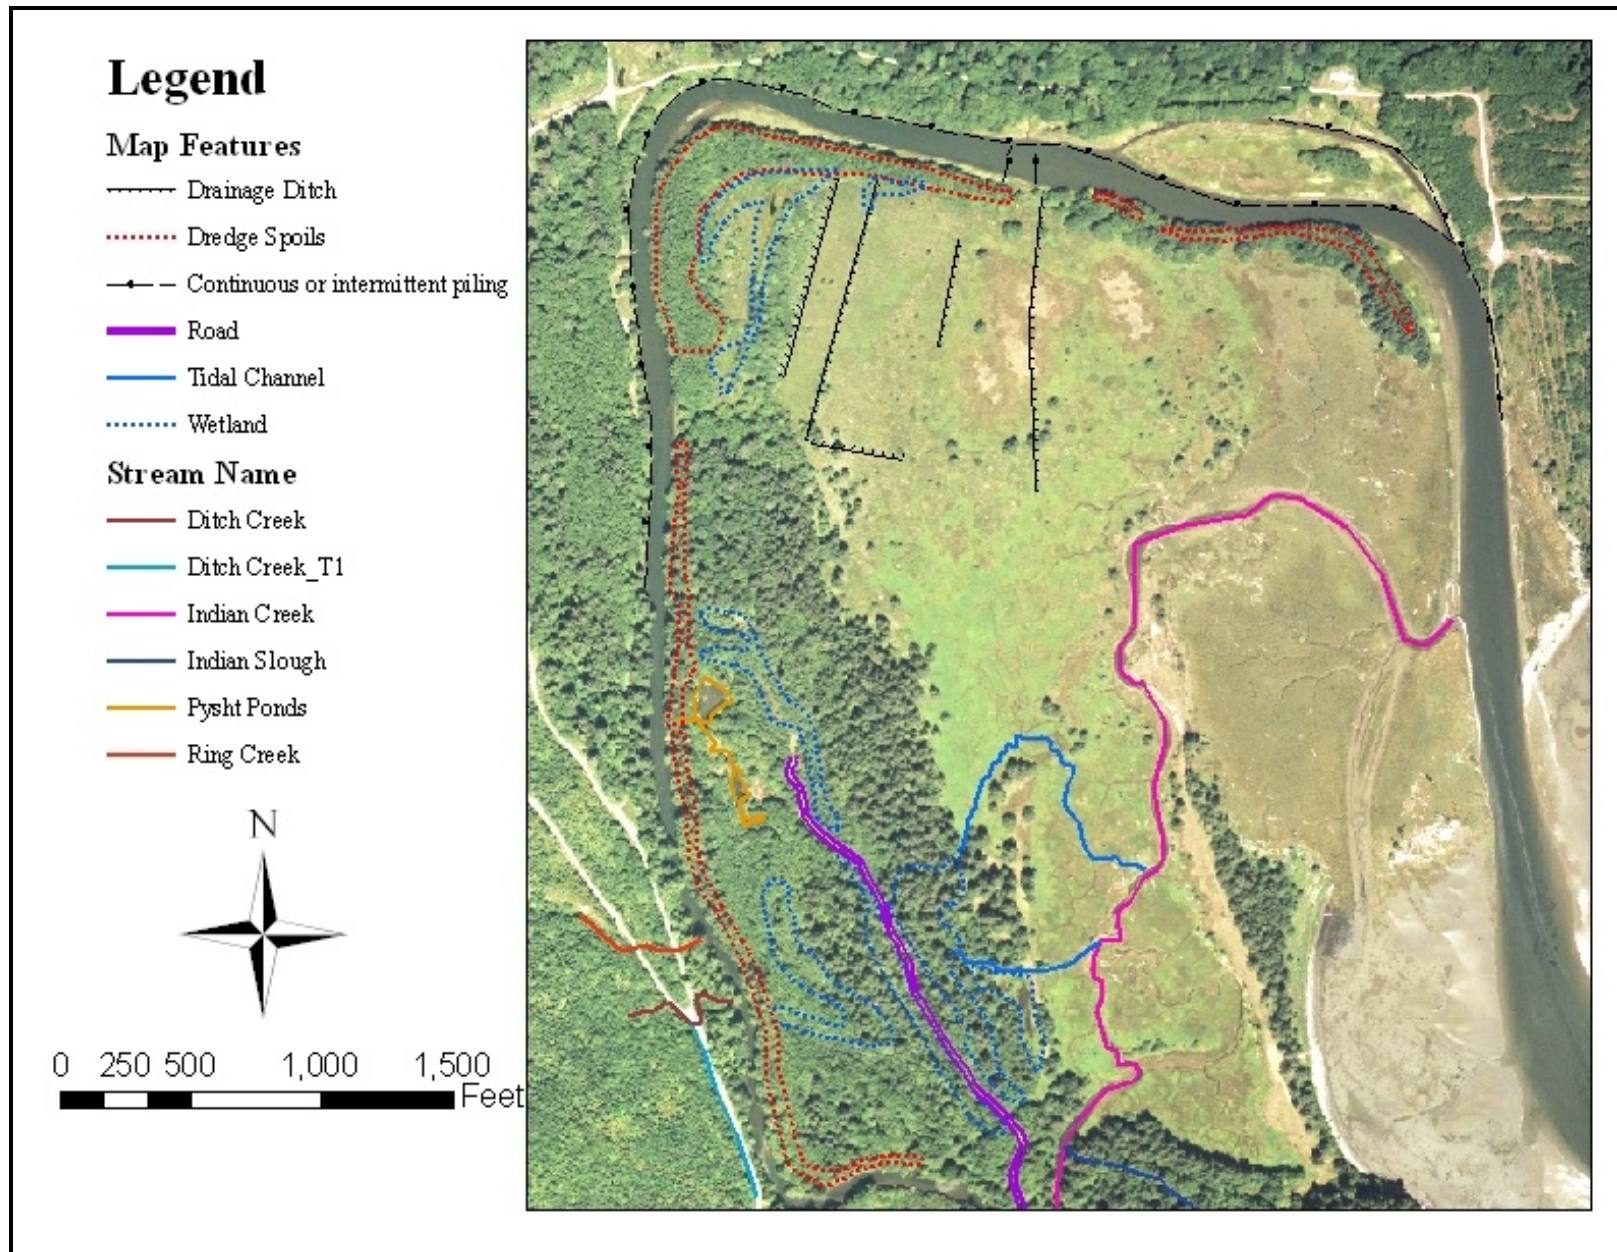 Legend
Map Features
Drainage Ditch
Dredge Spoils
Continuous or intermittent piling
Road
Tidal Channel
Wetland
Stream Name
Ditch Creek
Ditch Creek_T1
Indian Creek
Indian Slough
Pysht Ponds
Ring Creek
N
0 250 500 1,000 1,500
Feet